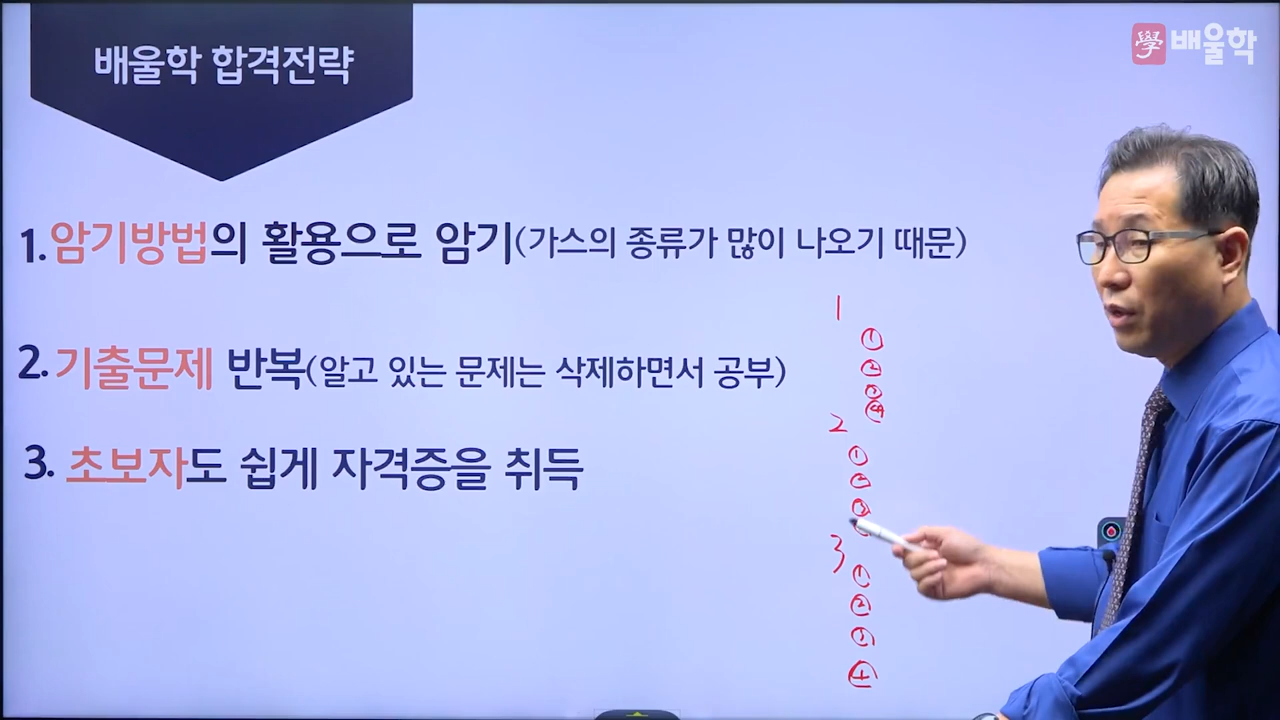 배울학 합격전략
學 배울학
1. 암기방법의 활용으로 암기(가스의 종류가 많이 나오기 때문)
2. 기출문제 반복(알고 있는 문제는 삭제하면서 공부)
3. 초보자도 쉽게 자격증을 취득
1
2
3
④